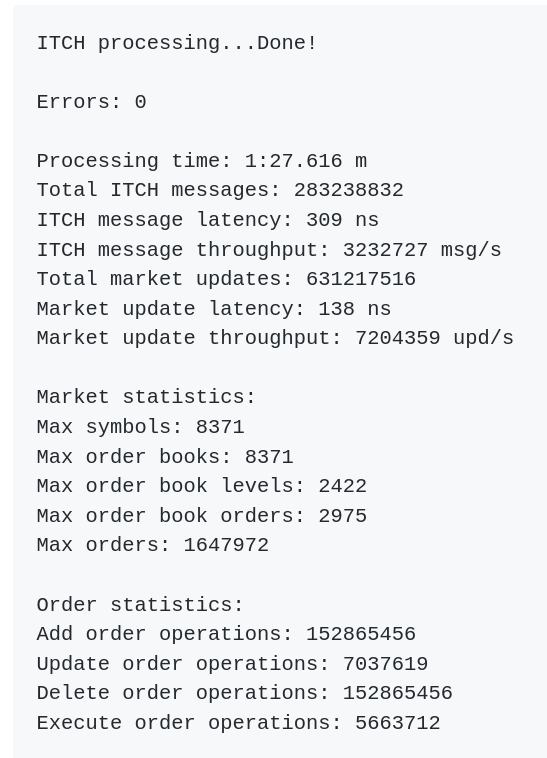 ITCH processing...Done!
Errors: 0
Processing time: 1:27.616 m
Total ITCH messages: 283238832
ITCH message latency: 309 ns
ITCH message throughput: 3232727 msg/s
Total market updates: 631217516
Market update latency: 138 ns
Market update throughput: 7204359 upd/s
Market statistics:
Max symbols: 8371
Max order books: 8371
Max order book levels: 2422
Max order book orders: 2975
Max orders: 1647972
Order statistics:
Add order operations: 152865456
Update order operations: 7037619
Delete order operations: 152865456
Execute order operations: 5663712